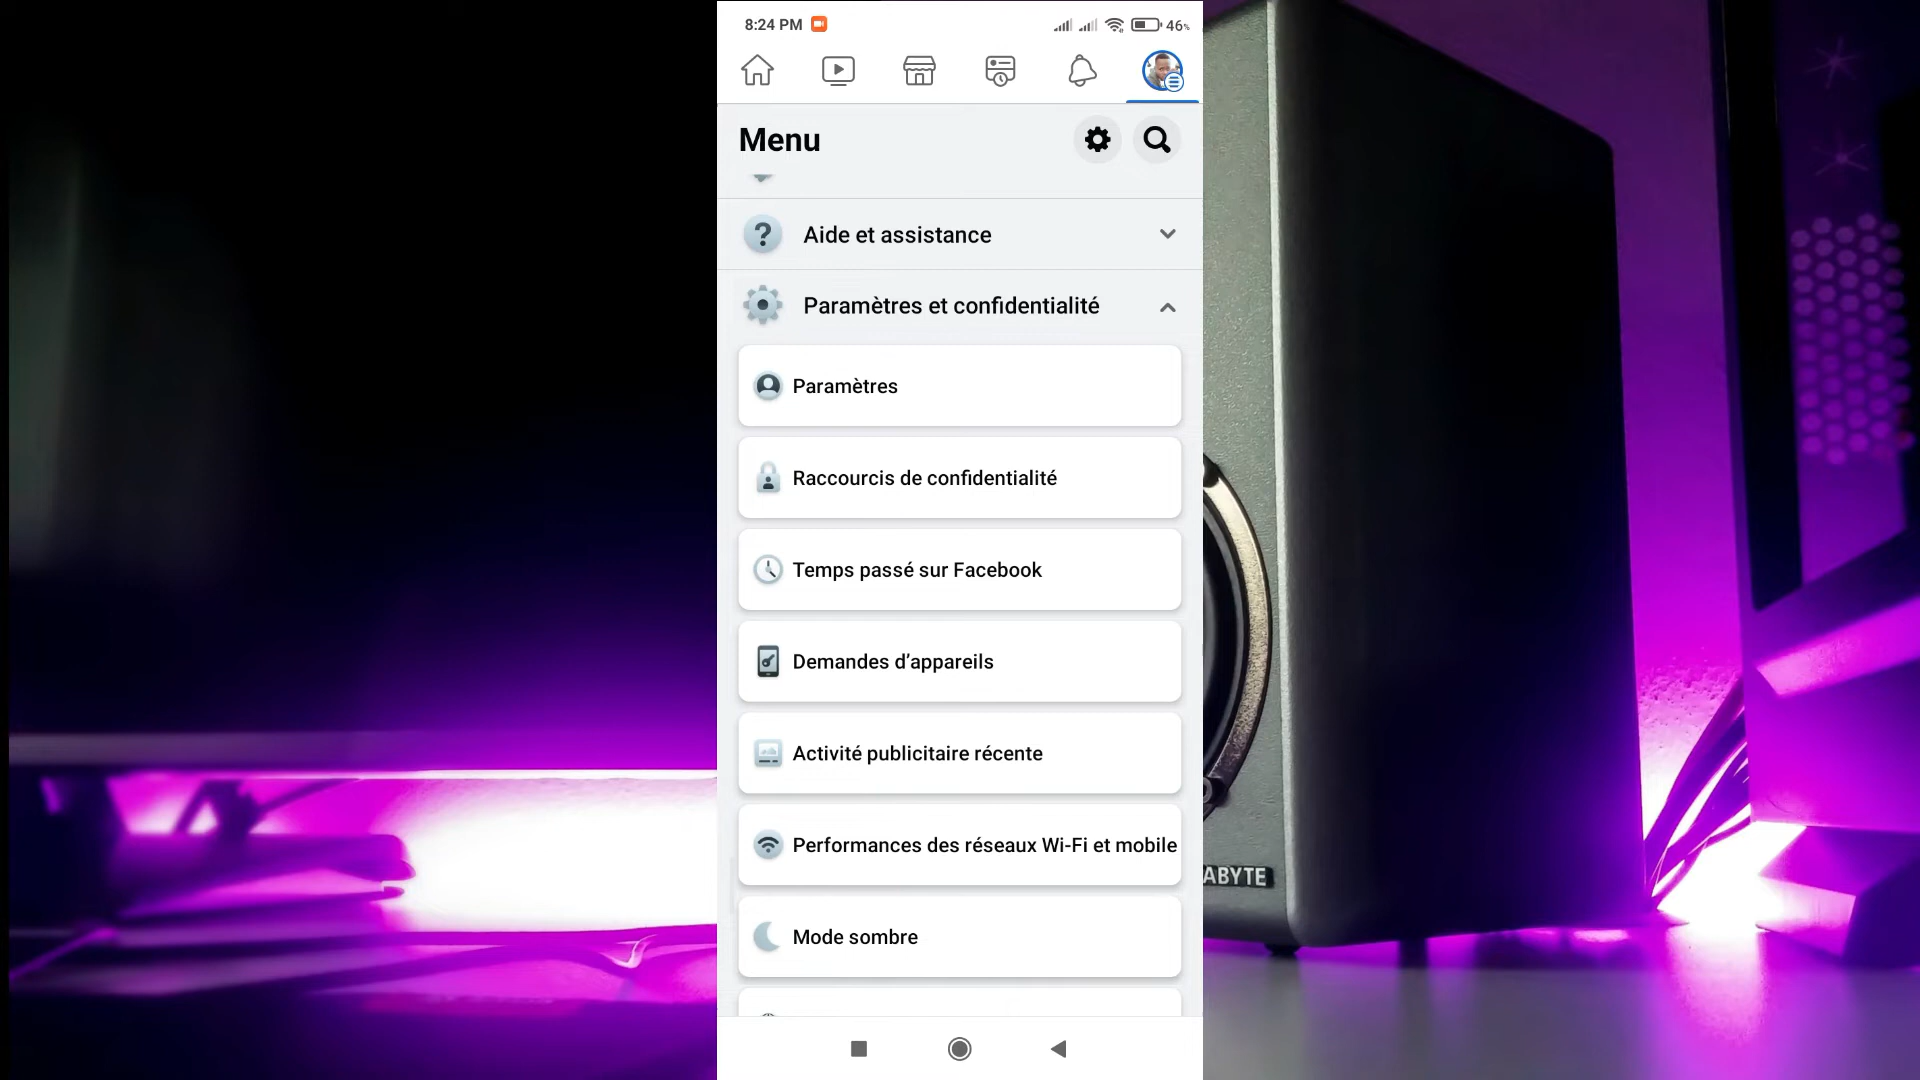 8:24 PM
46%
Menu
Aide et assistance
Paramètres et confidentialité
Paramètres
Raccourcis de confidentialité
Temps passé sur Facebook
Demandes d’appareils
Activité publicitaire récente
Performances des réseaux Wi-Fi et mobile
ABYTE
Mode sombre